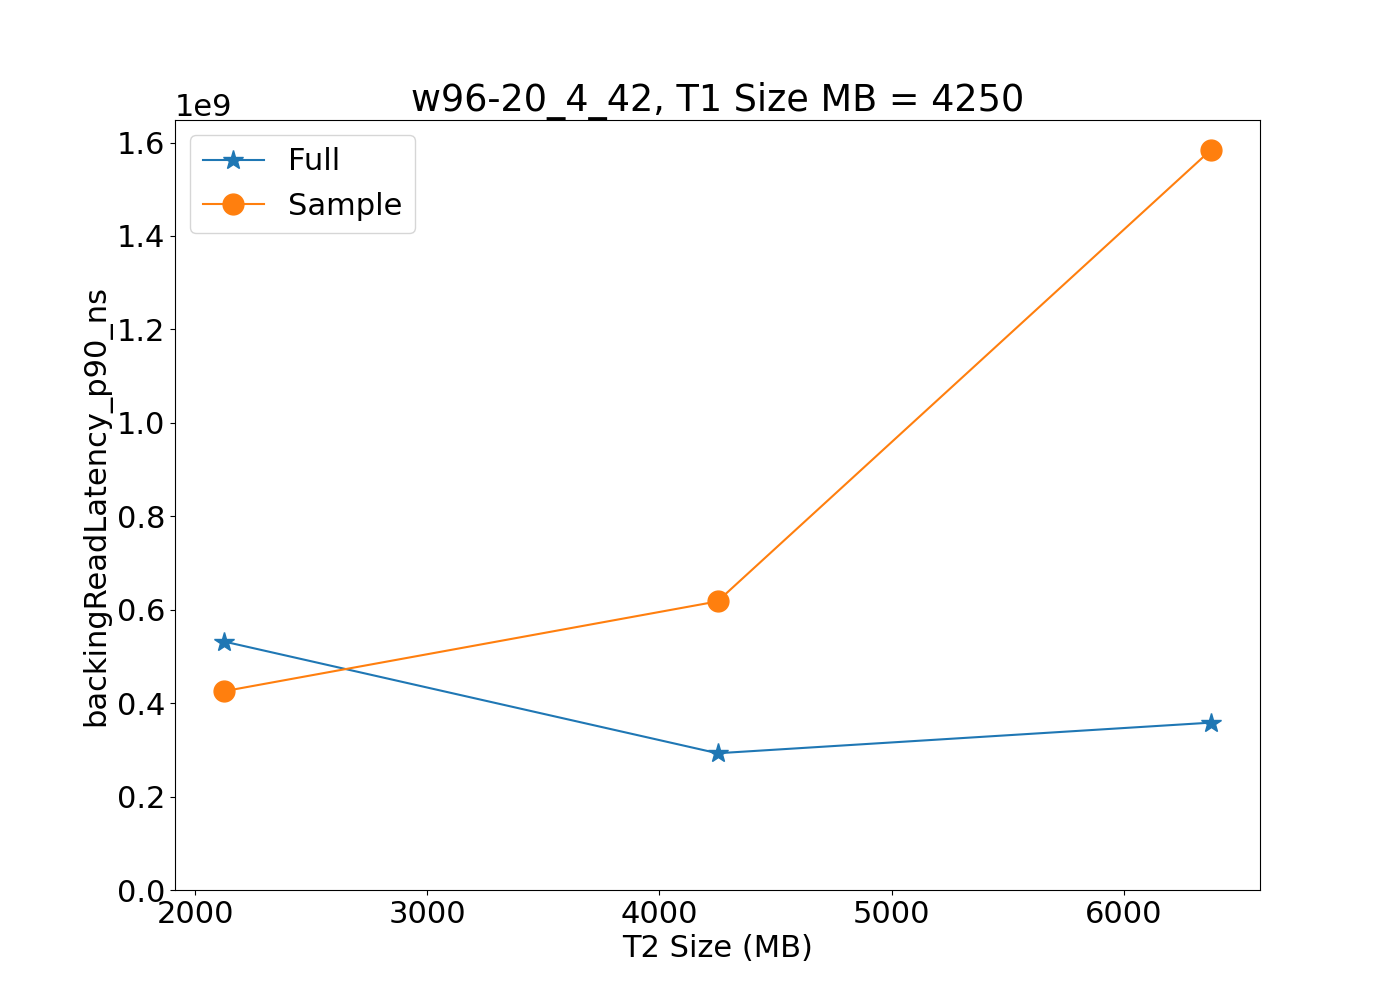 w96-20_4_42, T1 Size MB = 4250
1e9
Full
Sample
1.6
1.4
1.2
1.0
0.8
0.6
0.4
0.2
0.0
backingReadLatency_p90_ns
2000 3000 4000 5000 6000
T2 Size (MB)